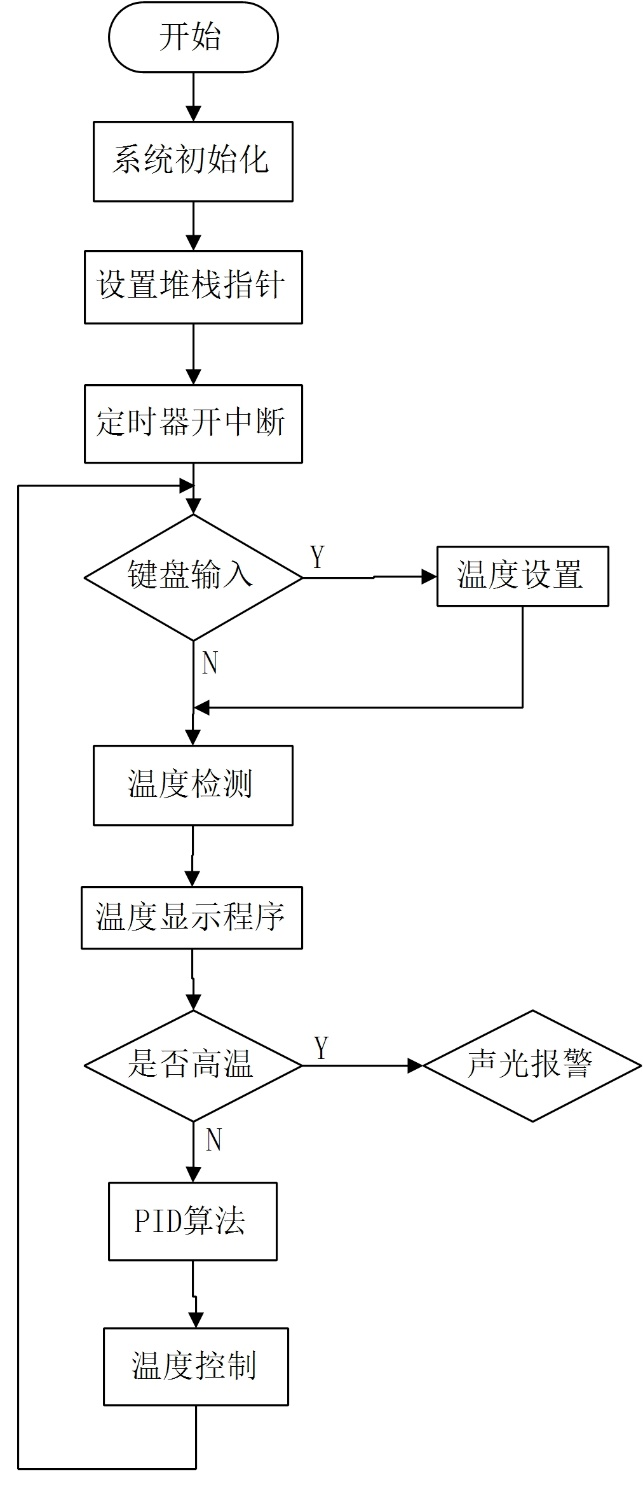 开始
系统初始化
设置堆栈指针
定时器开中断
键盘输入
Y
温度设置
N
温度检测
温度显示程序
是否高温
Y
声光报警
N
PID算法
温度控制